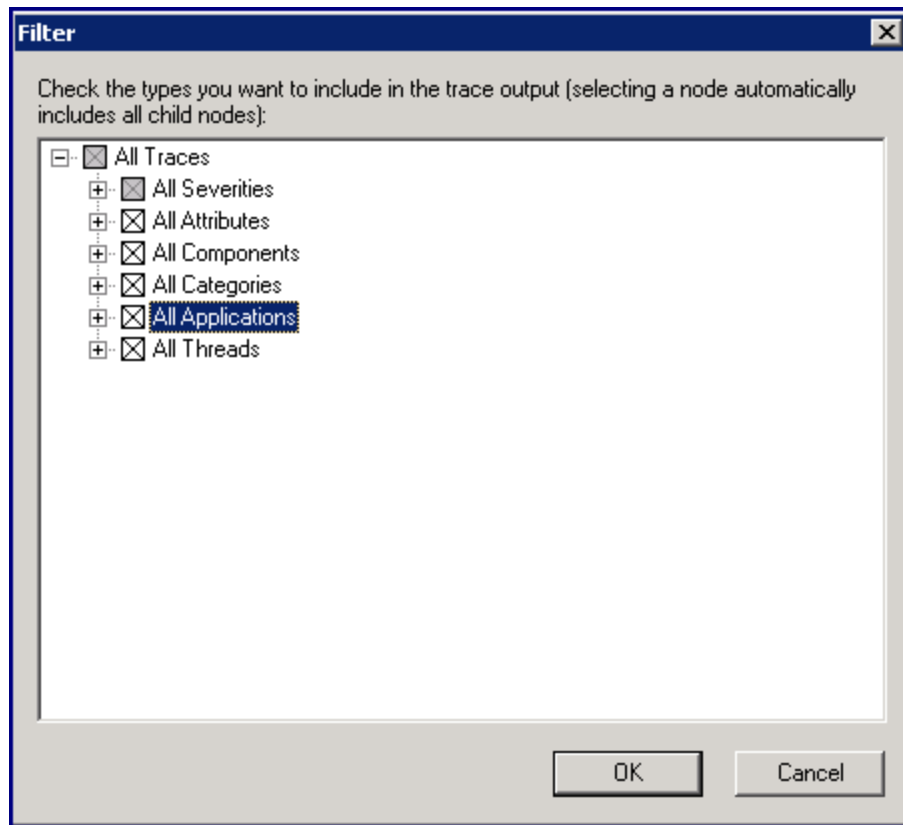 Filter
Check the types you want to include in the trace output (selecting a node automatically
includes all child nodes):
All Traces
All Severities
All Attributes
All Components
All Categories
All Applications
All Threads
OK
Cancel